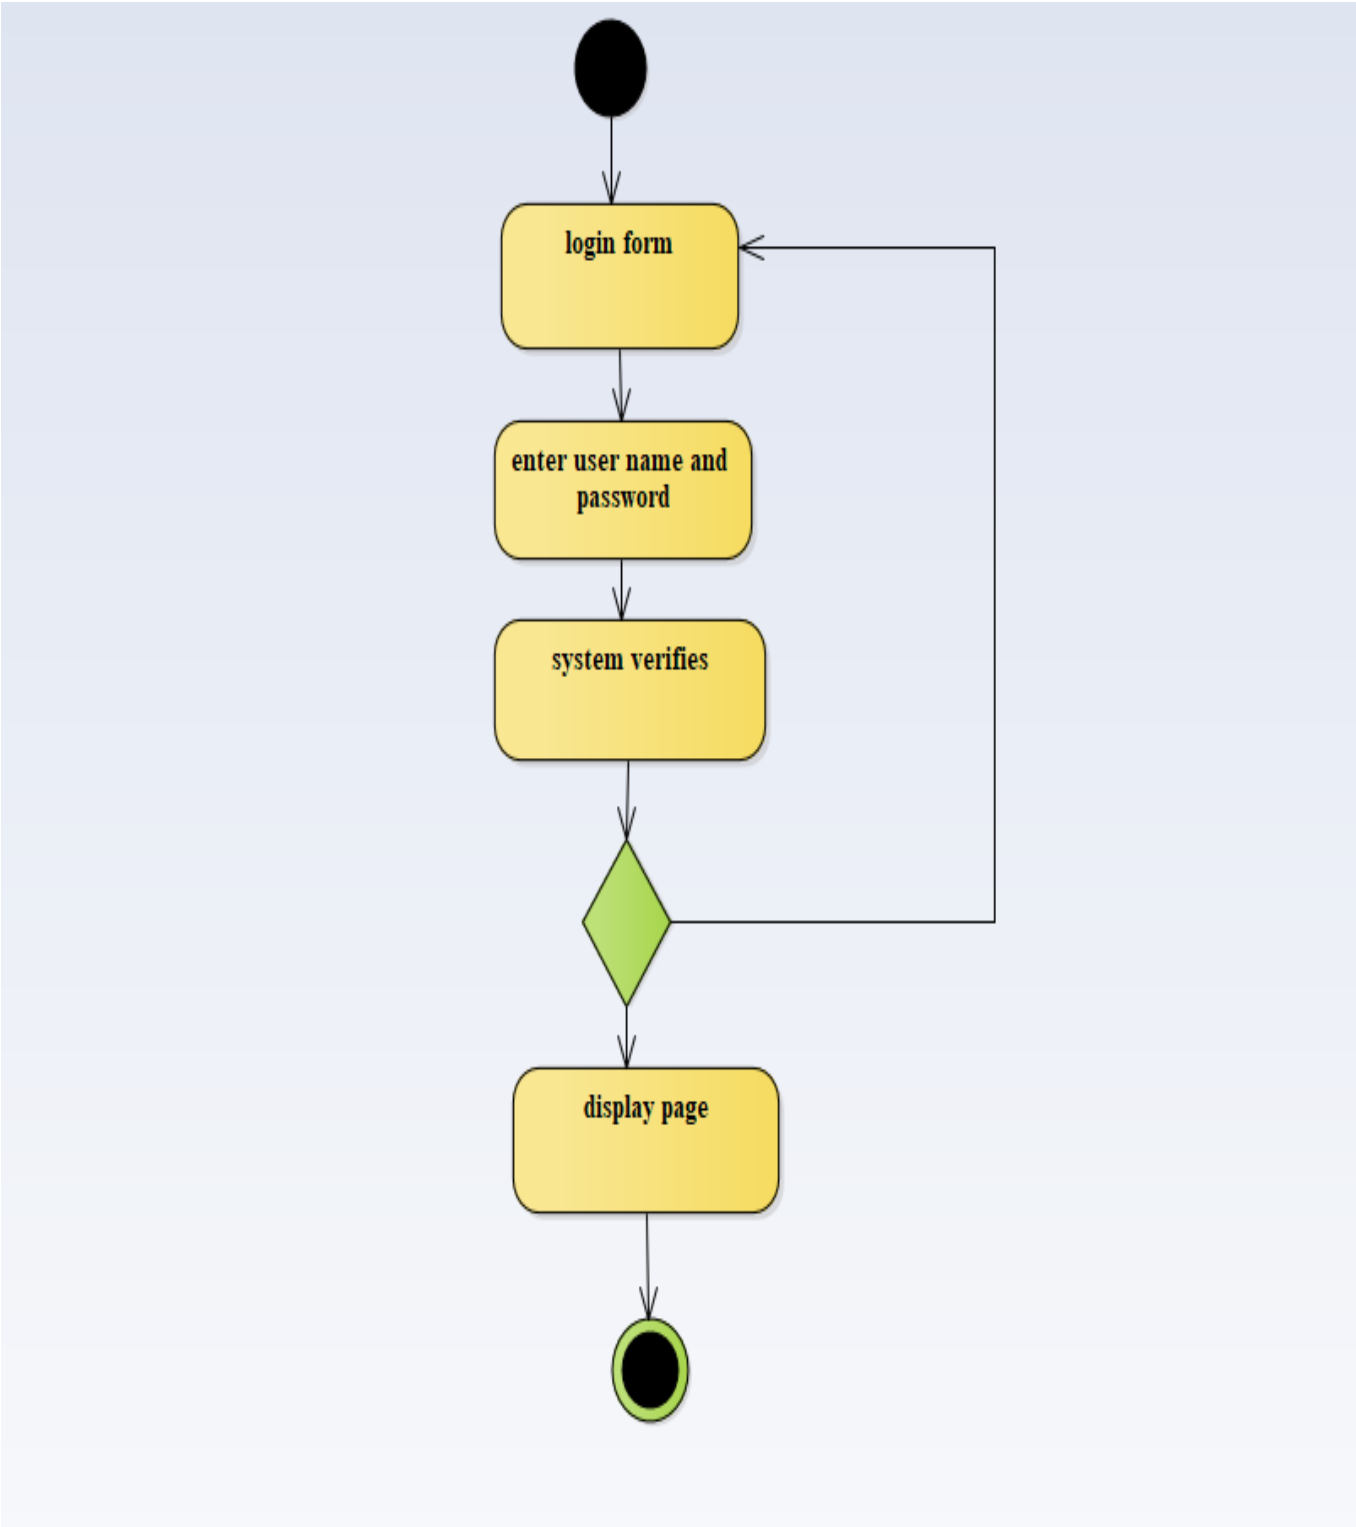 login form
enter user name and
password
system verifies
display page